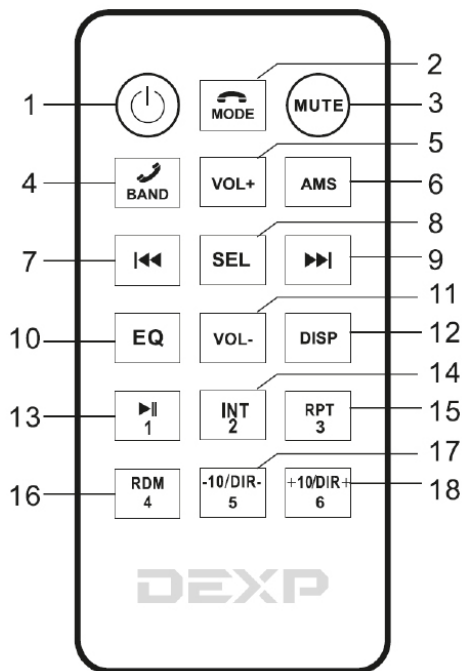 2
1 3
MODE MUTE
5
4 BAND VOL+ AMS 6
8
7 SEL 9
11
10 EQ VOL- DISP 12
14
13 1 INT 2 RPT 3 15
17
16 RDM 4 -10/DIR- 5 +10/DIR+ 6 18
DEXP